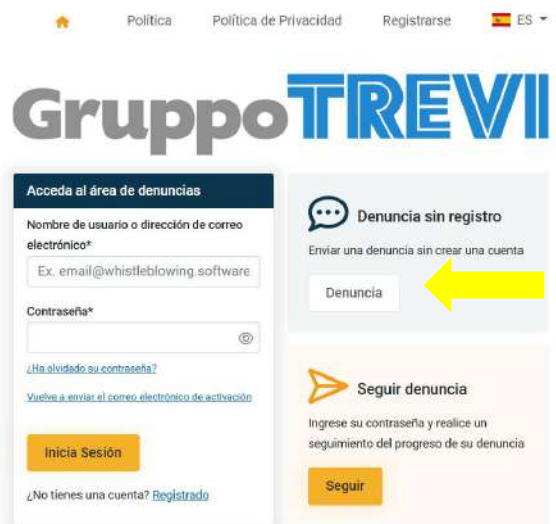 Política Política de Privacidad Registrarse ES
GruppoTREVI
Acceda al área de denuncias
Nombre de usuario o dirección de correo
electrónico*
Ex. email@whistleblowing.software
Contraseña*
¿Ha olvidado su contraseña?
Vuelve a enviar el correo electrónico de activación
Inicia Sesión
¿No tienes una cuenta? Registrado
Denuncia sin registro
Enviar una denuncia sin crear una cuenta
Denuncia
Seguir denuncia
Ingrese su contraseña y realice un
seguimiento del progreso de su denuncia
Seguir